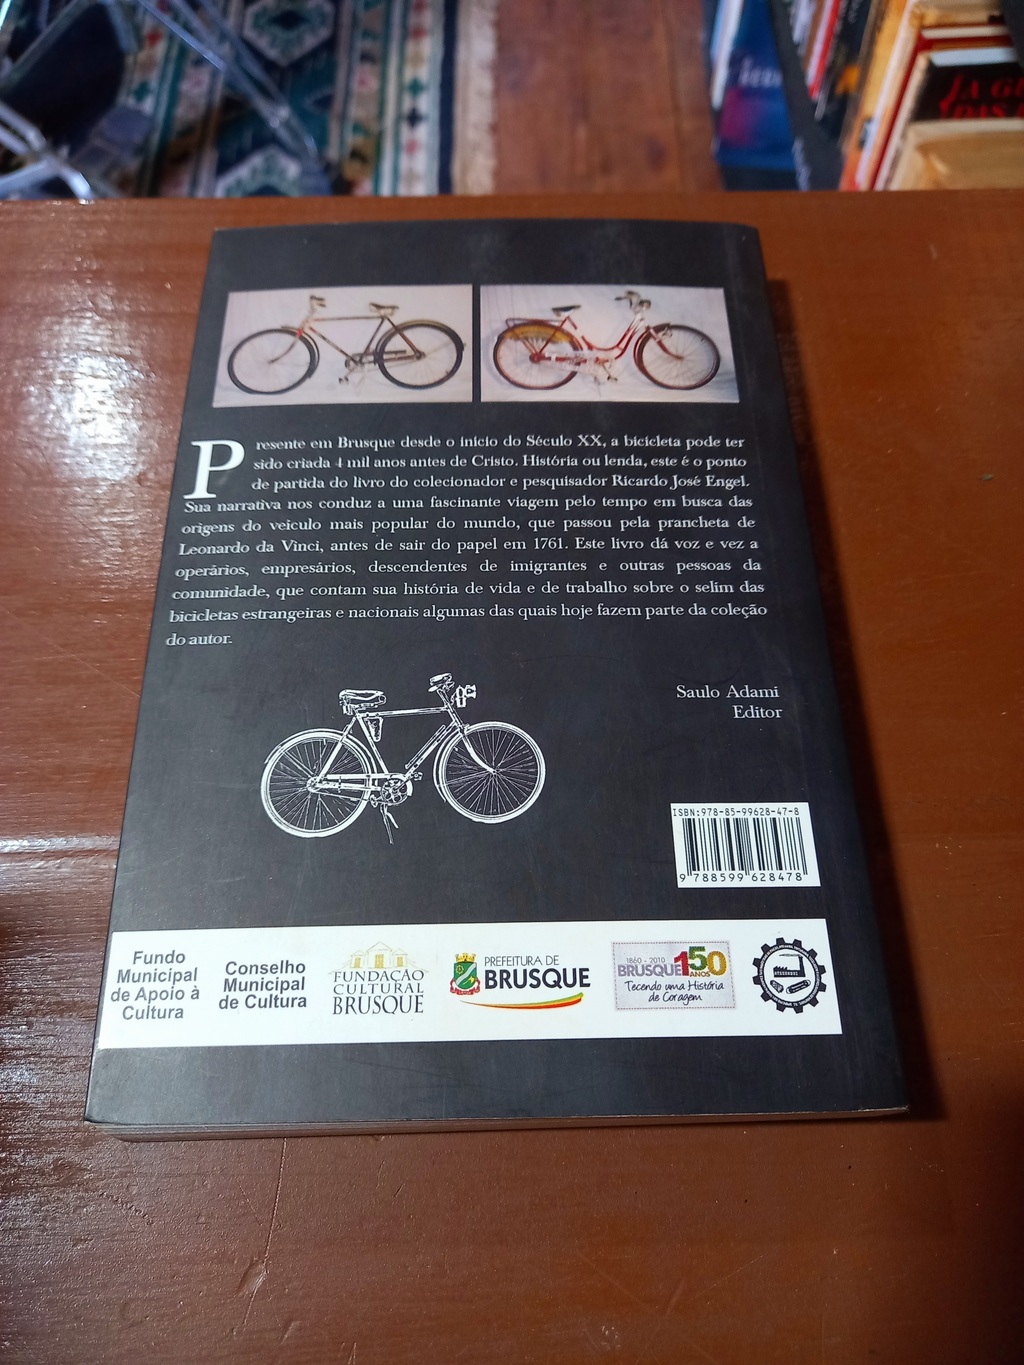 Presente em Brusque desde o início do Século XX, a bicicleta pode ter
sido criada 4 mil anos antes de Cristo. História ou lenda, este é o ponto
de partida do livro do colecionador e pesquisador Ricardo José Engel.
Sua narrativa nos conduz a uma fascinante viagem pelo tempo em busca das
origens do veículo mais popular do mundo, que passou pela prancheta de
Leonardo da Vinci, antes de sair do papel em 1761. Este livro dá voz e vez a
operários, empresários, descendentes de imigrantes e outras pessoas da
comunidade, que contam sua história de vida e de trabalho sobre o selim das
bicicletas estrangeiras e nacionais algumas das quais hoje fazem parte da coleção
do autor.
Saulo Adami
Editor
ISBN:978-85-99628-47-8
9 788599 628478
Fundo
Municipal
de Apoio à
Cultura
Conselho
Municipal
de Cultura
FUNDAÇÃO
CULTURAL
BRUSQUE
PREFEITURA DE
BRUSQUE
1860 - 2010
BRUSQUE 150
ANOS
Tecendo uma História
de Coragem